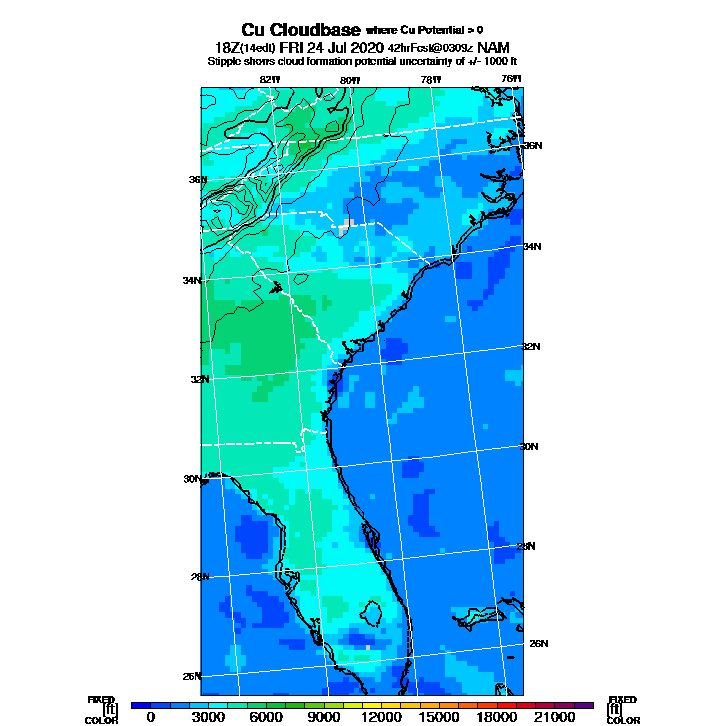 Cu Cloudbase where Cu Potential > 0
18Z(14edt) FRI 24 Jul 2020 42hrFcst@0309z NAM
Stipple shows cloud formation potential uncertainty of +/- 1000 ft
82W 80W 78W 76W
36N
36N
34N
34N
32N
32N
30N
30N
28N
28N
26N
26N
FIXED FIXED
[ft] [ft]
COLOR COLOR
0 3000 6000 9000 12000 15000 18000 21000